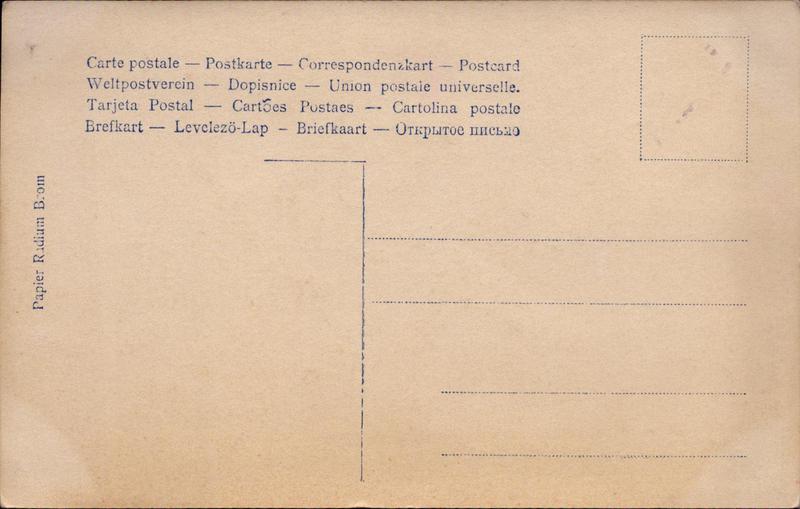 Carte postale — Postkarte — Correspondenzkart — Postcard
Weltpostverein — Dopisnice — Union postale universelle.
Tarjeta Postal — Cartões Postaes — Cartolina postale
Brefkart — Levelezö-Lap – Briefkaart — Открытое письмо
Papier Radium Brom